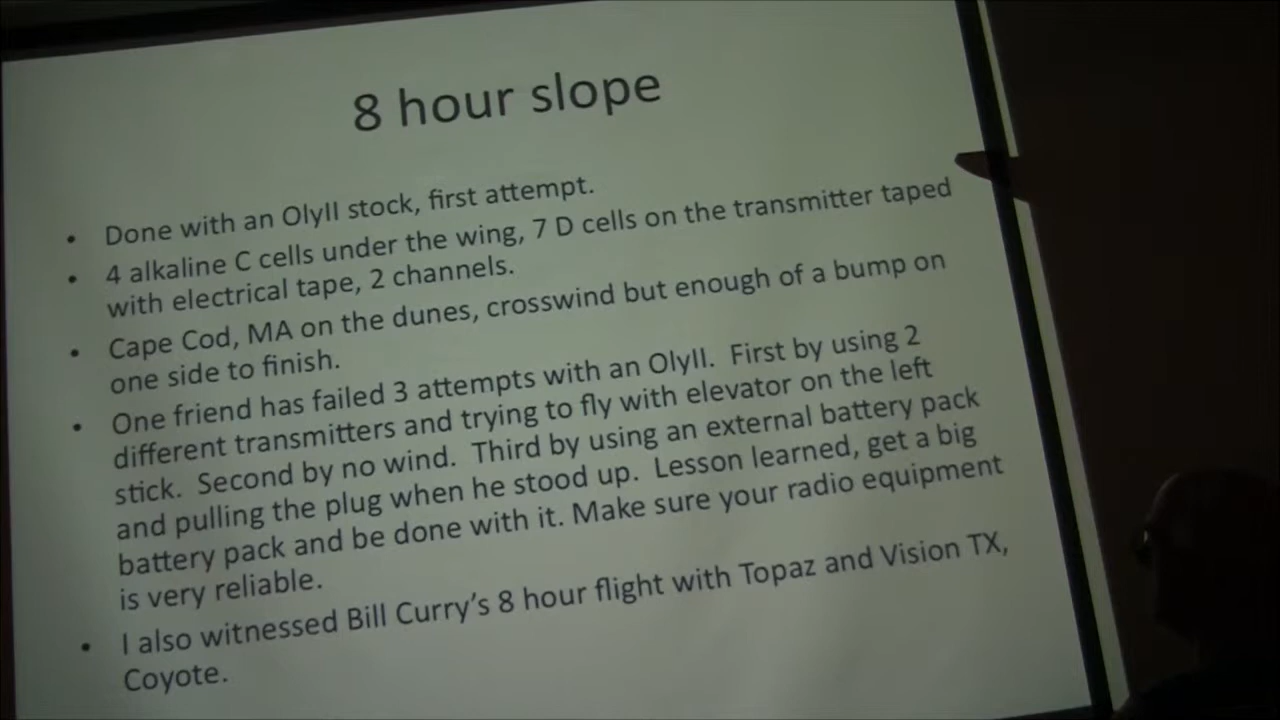 8 hour slope
• Done with an OlyII stock, first attempt.
• 4 alkaline C cells under the wing, 7 D cells on the transmitter taped
with electrical tape, 2 channels.
• Cape Cod, MA on the dunes, crosswind but enough of a bump on
one side to finish.
• One friend has failed 3 attempts with an OlyII. First by using 2
different transmitters and trying to fly with elevator on the left
stick. Second by no wind. Third by using an external battery pack
and pulling the plug when he stood up. Lesson learned, get a big
battery pack and be done with it. Make sure your radio equipment
is very reliable.
• I also witnessed Bill Curry's 8 hour flight with Topaz and Vision TX,
Coyote.